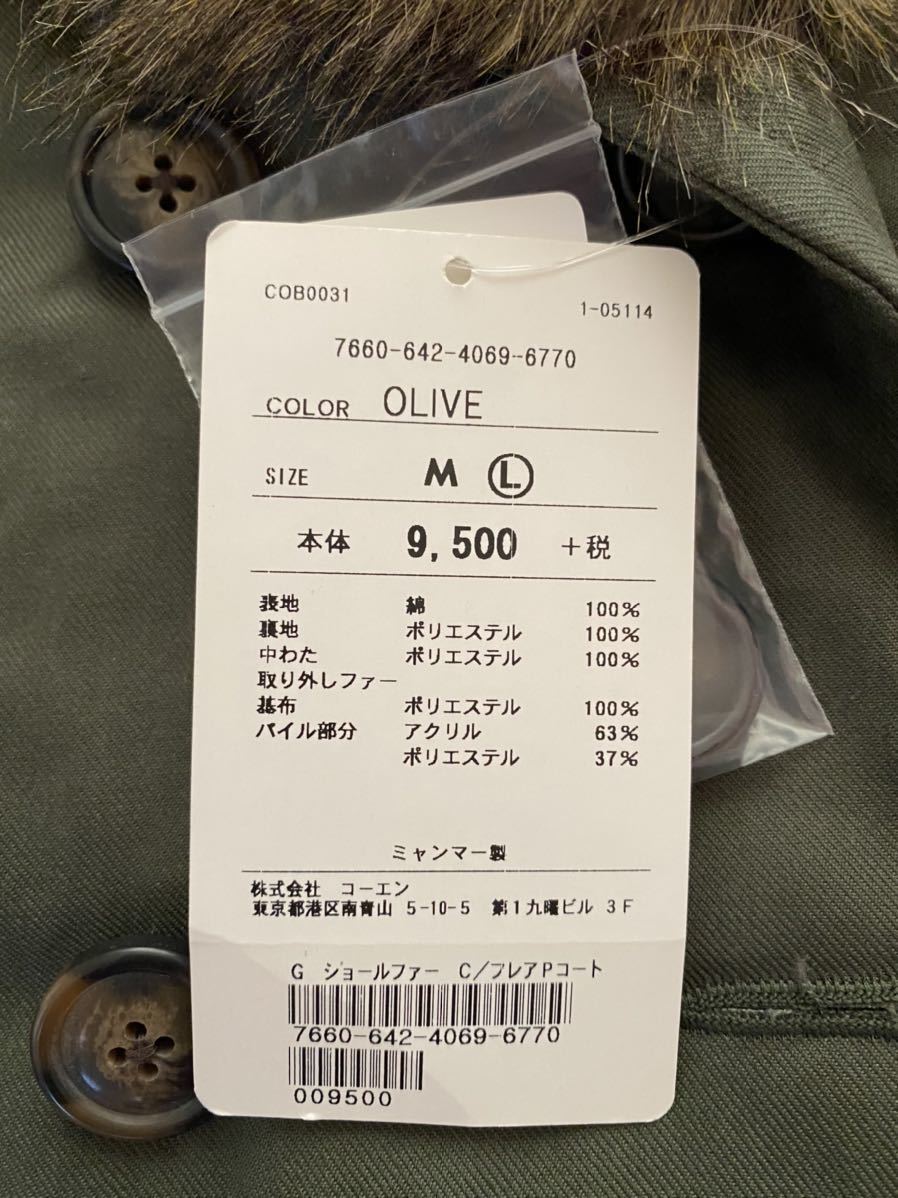 COB0031
1-05114
7660-642-4069-6770
COLOR OLIVE
SIZE M L
本体 9,500 +税
表地 綿 100%
裏地 ポリエステル 100%
中わた ポリエステル 100%
取り外しファー
基布 ポリエステル 100%
パイル部分 アクリル 63%
ポリエステル 37%
ミャンマー製
株式会社 コーエン
東京都港区南青山 5-10-5 第1九曜ビル 3F
G ショールファー C/フレアPコート
7660-642-4069-6770
009500